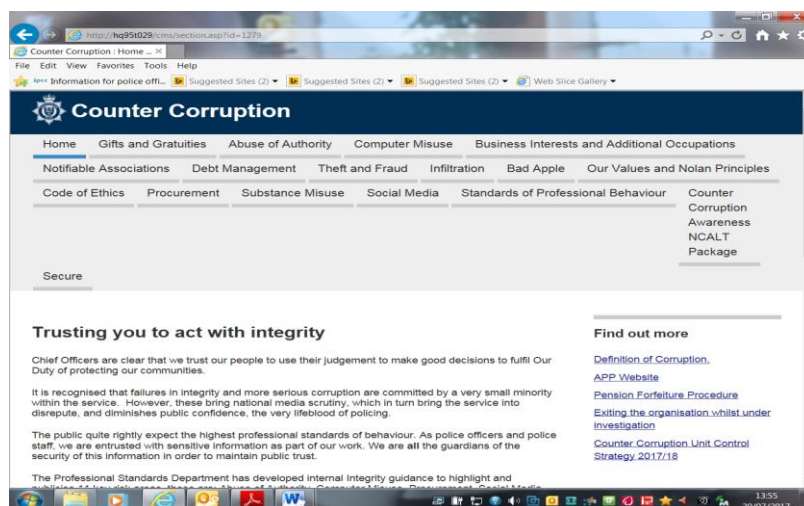 http://hq95t029/cms/section.asp?id=1279
Counter Corruption : Home ... ×
File Edit View Favorites Tools Help
Information for police offi... Suggested Sites (2) Suggested Sites (2) Suggested Sites (2) Web Slice Gallery
Counter Corruption
Home Gifts and Gratuities Abuse of Authority Computer Misuse Business Interests and Additional Occupations
Notifiable Associations Debt Management Theft and Fraud Infiltration Bad Apple Our Values and Nolan Principles
Code of Ethics Procurement Substance Misuse Social Media Standards of Professional Behaviour Counter
Corruption
Awareness
NCALT
Package
Secure
Trusting you to act with integrity
Chief Officers are clear that we trust our people to use their judgement to make good decisions to fulfil Our
Duty of protecting our communities.
It is recognised that failures in integrity and more serious corruption are committed by a very small minority
within the service. However, these bring national media scrutiny, which in turn bring the service into
disrepute, and diminishes public confidence, the very lifeblood of policing.
The public quite rightly expect the highest professional standards of behaviour. As police officers and police
staff, we are entrusted with sensitive information as part of our work. We are all the guardians of the
security of this information in order to maintain public trust.
The Professional Standards Department has developed internal Integrity guidance to highlight and
Find out more
Definition of Corruption.
APP Website
Pension Forfeiture Procedure
Exiting the organisation whilst under
investigation
Counter Corruption Unit Control
Strategy 2017/18
13:55